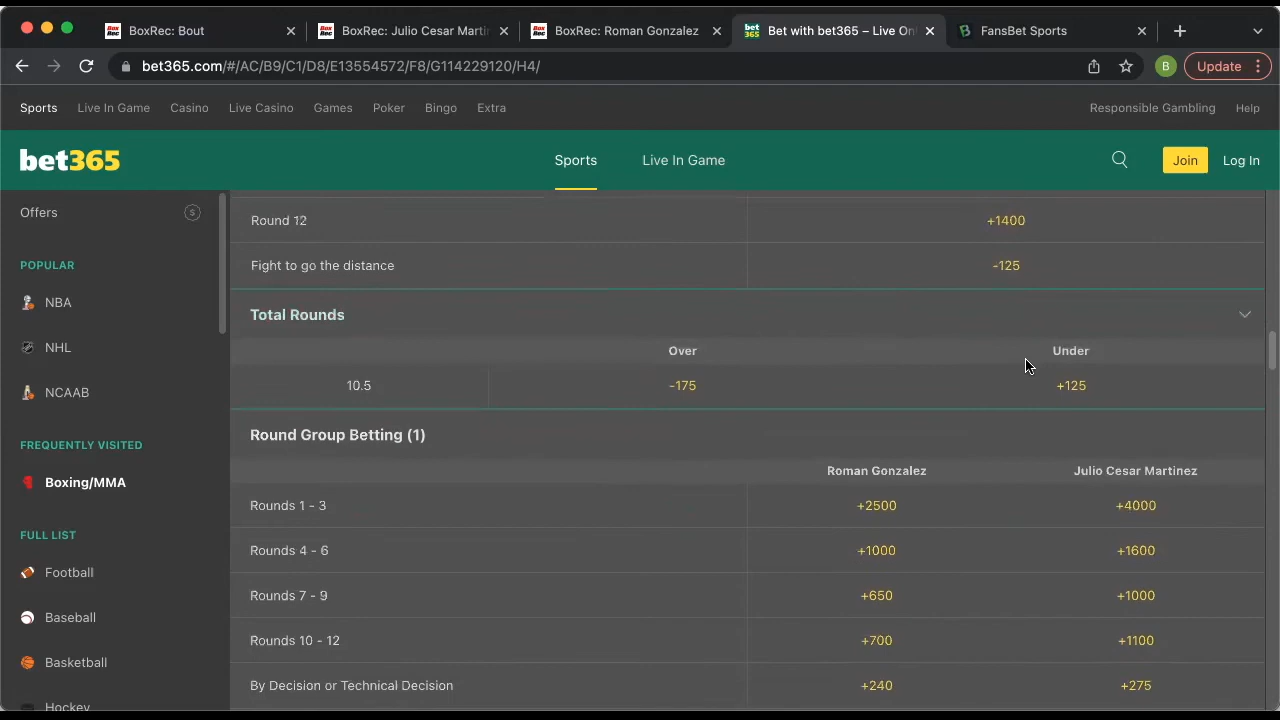 BoxRec: Bout
BoxRec: Julio Cesar Martin
BoxRec: Roman Gonzalez
Bet with bet365 – Live On
FansBet Sports
bet365.com/#/AC/B9/C1/D8/E13554572/F8/G114229120/H4/
B
Update
Sports Live In Game Casino Live Casino Games Poker Bingo Extra
Responsible Gambling Help
bet365
Sports Live In Game
Join Log In
Offers
POPULAR
NBA
NHL
NCAAB
FREQUENTLY VISITED
Boxing/MMA
FULL LIST
Football
Baseball
Basketball
Hockey
Round 12 +1400
Fight to go the distance -125
Total Rounds
Over Under
10.5 -175 +125
Round Group Betting (1)
Roman Gonzalez Julio Cesar Martinez
Rounds 1 - 3 +2500 +4000
Rounds 4 - 6 +1000 +1600
Rounds 7 - 9 +650 +1000
Rounds 10 - 12 +700 +1100
By Decision or Technical Decision +240 +275